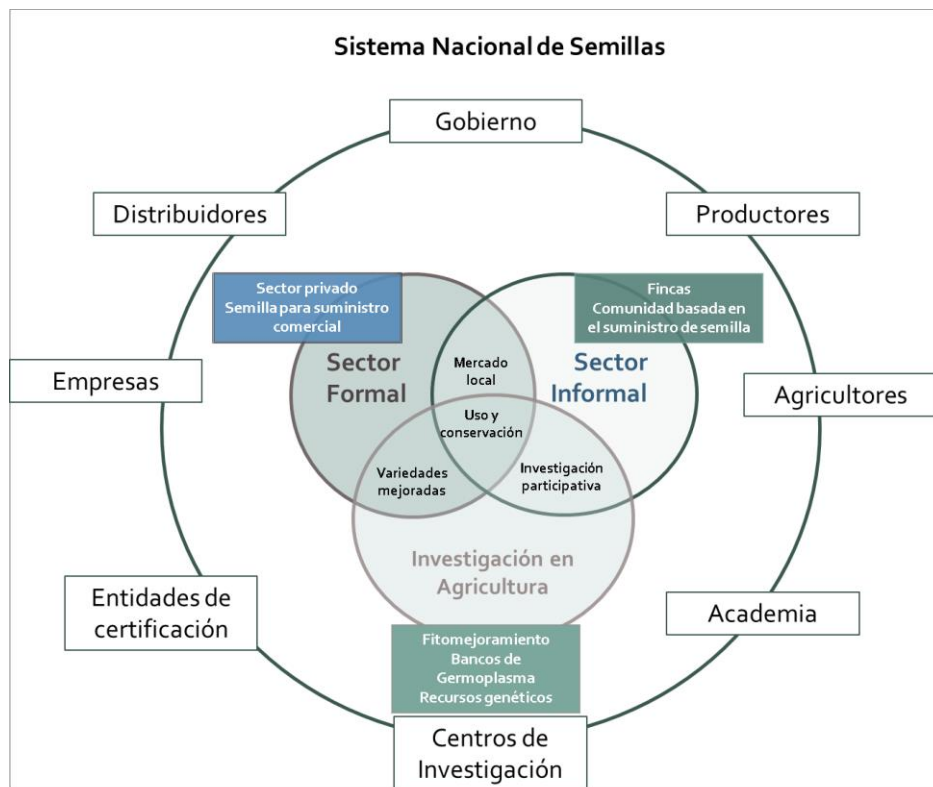 Sistema Nacional de Semillas
Gobierno
Distribuidores
Productores
Sector privado
Semilla para suministro
comercial
Fincas
Comunidad basada en
el suministro de semilla
Sector
Formal
Mercado
local
Sector
Informal
Empresas
Agricultores
Uso y
conservación
Variedades
mejoradas
Investigación
participativa
Investigación en
Agricultura
Entidades de
certificación
Academia
Fitomejoramiento
Bancos de
Germoplasma
Recursos genéticos
Centros de
Investigación